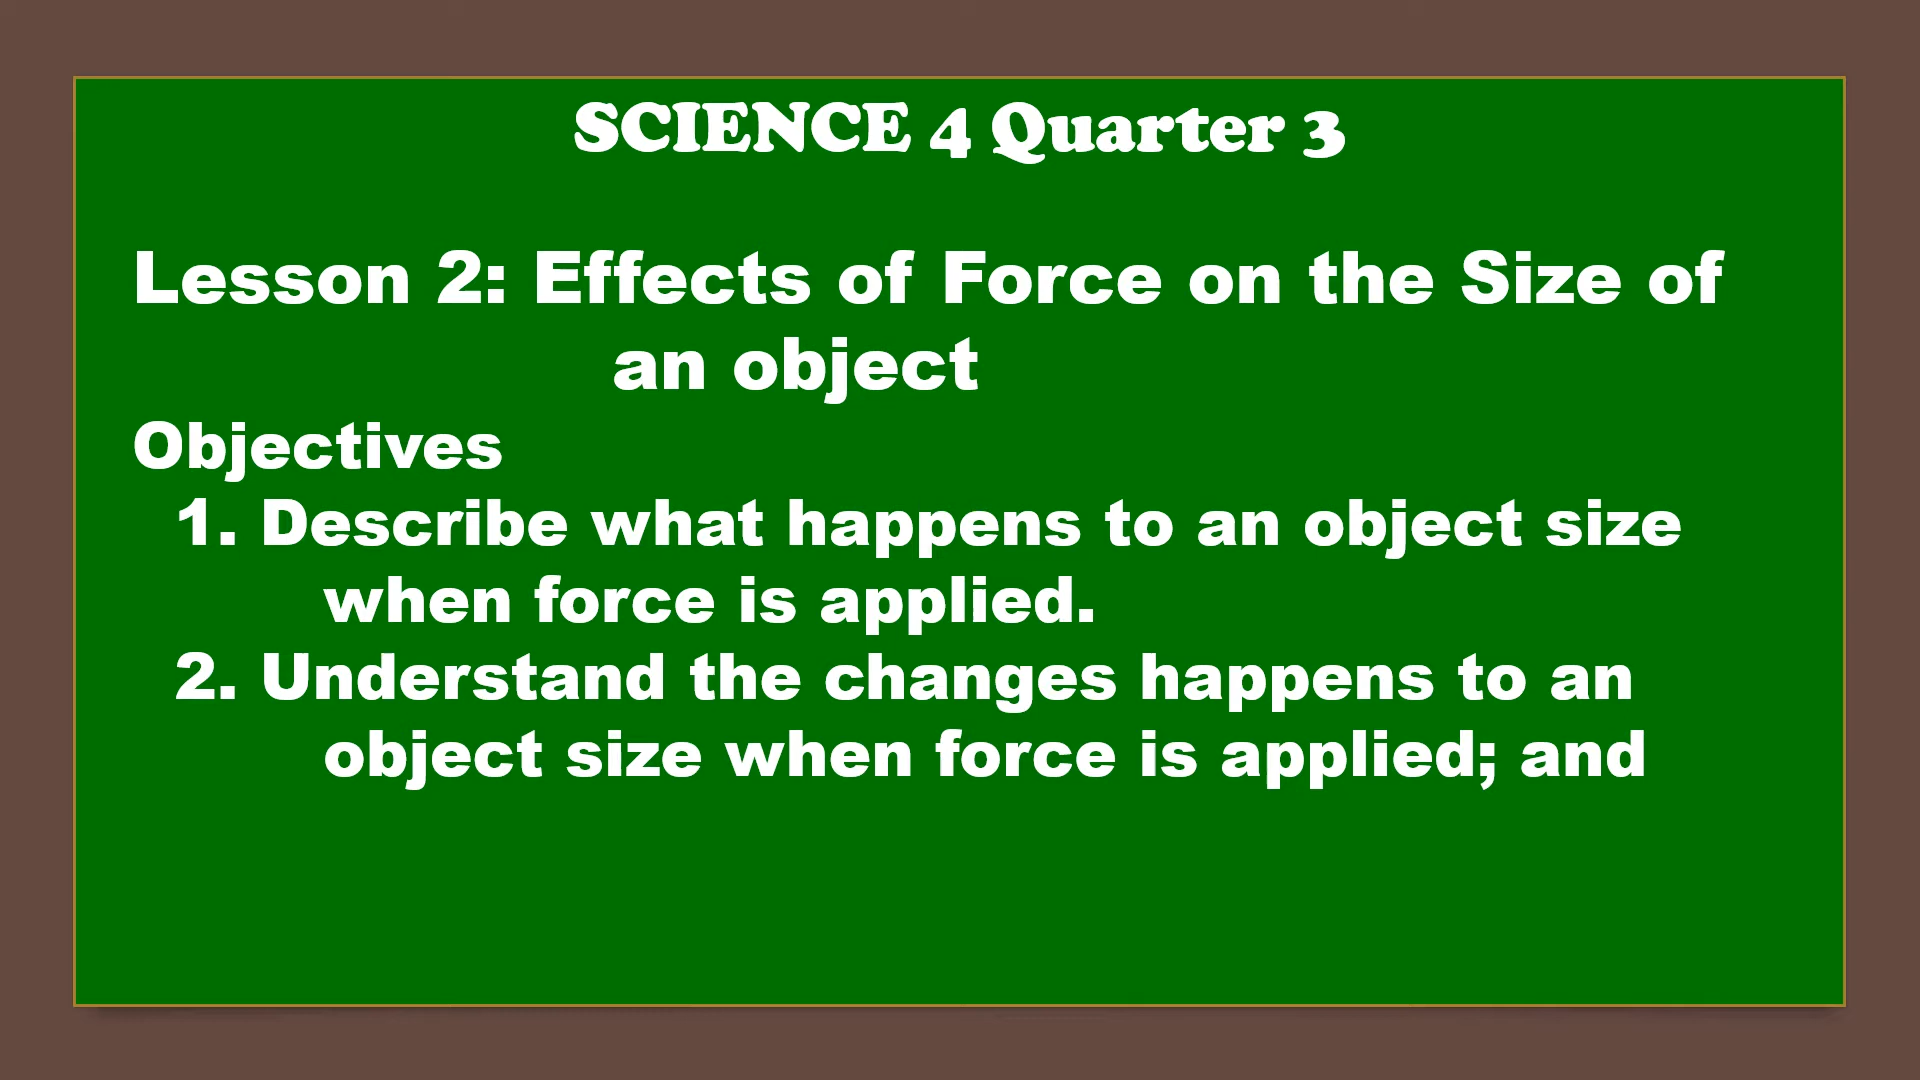 SCIENCE 4 Quarter 3
Lesson 2: Effects of Force on the Size of
an object
Objectives
1. Describe what happens to an object size
when force is applied.
2. Understand the changes happens to an
object size when force is applied; and